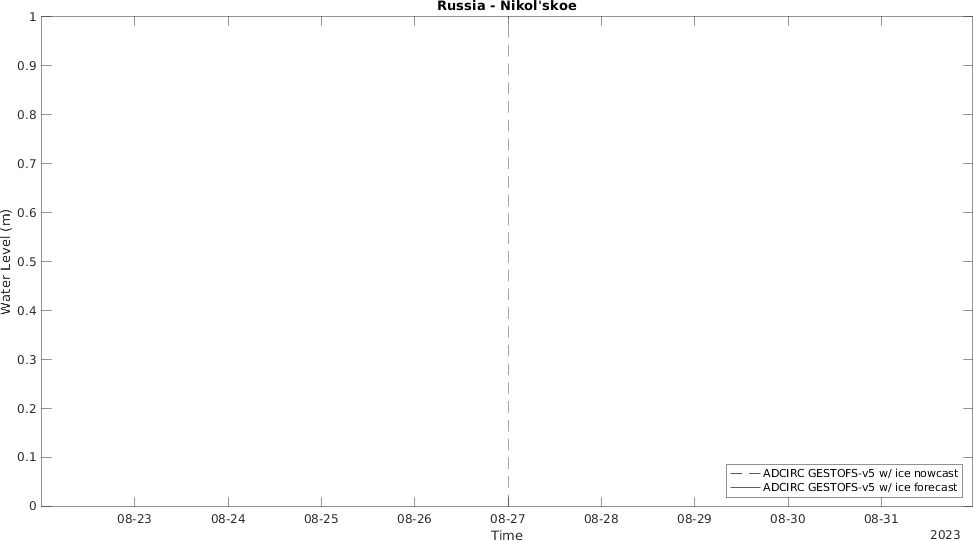 Russia - Nikol'skoe
Water Level (m)
1
0.9
0.8
0.7
0.6
0.5
0.4
0.3
0.2
0.1
0
ADCIRC GESTOFS-v5 w/ ice nowcast
ADCIRC GESTOFS-v5 w/ ice forecast
08-23 08-24 08-25 08-26 08-27 08-28 08-29 08-30 08-31
Time
2023